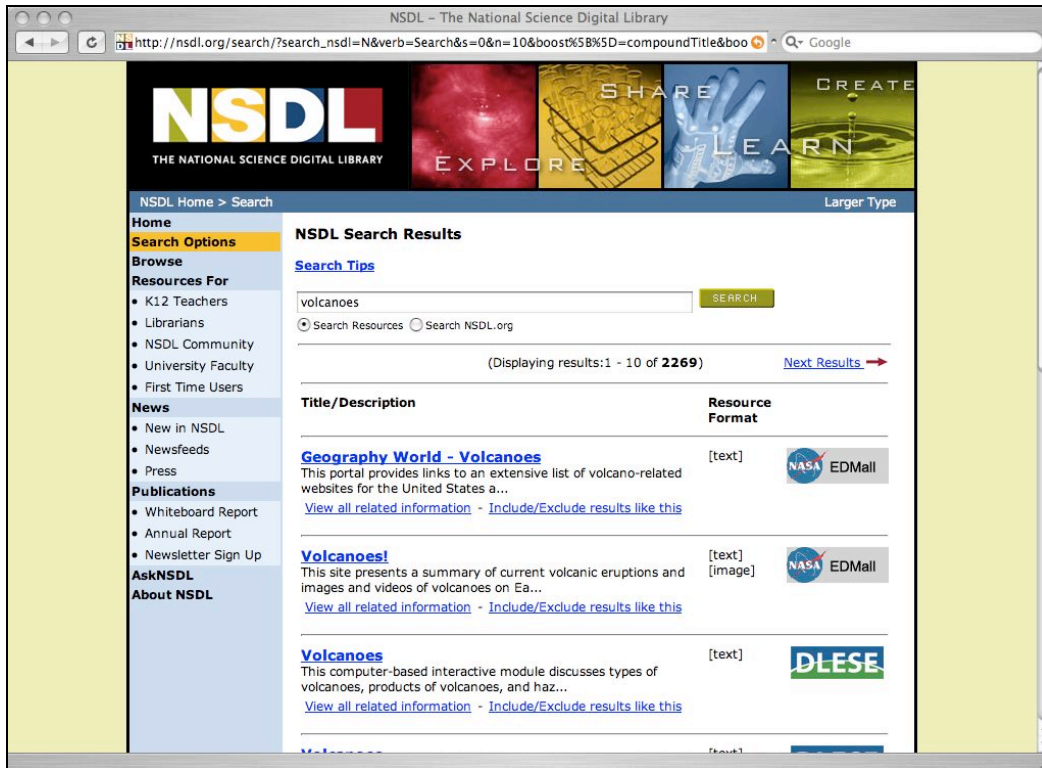 NSDL – The National Science Digital Library
http://nsdl.org/search/?search_nsdl=N&verb=Search&s=0&n=10&boost%5B%5D=compoundTitle&boo
Google
NSDL
THE NATIONAL SCIENCE DIGITAL LIBRARY
EXPLORE
SHARE
LEARN
CREATE
NSDL Home > Search
Larger Type
Home
Search Options
Browse
Resources For
• K12 Teachers
• Librarians
• NSDL Community
• University Faculty
• First Time Users
News
• New in NSDL
• Newsfeeds
• Press
Publications
• Whiteboard Report
• Annual Report
• Newsletter Sign Up
AskNSDL
About NSDL
NSDL Search Results
Search Tips
volcanoes
SEARCH
Search Resources Search NSDL.org
(Displaying results:1 - 10 of 2269)
Next Results
Title/Description
Resource
Format
Geography World - Volcanoes
[text]
NASA EDMall
This portal provides links to an extensive list of volcano-related
websites for the United States a...
View all related information - Include/Exclude results like this
Volcanoes!
[text]
[image]
NASA EDMall
This site presents a summary of current volcanic eruptions and
images and videos of volcanoes on Ea...
View all related information - Include/Exclude results like this
Volcanoes
[text]
DLESE
This computer-based interactive module discusses types of
volcanoes, products of volcanoes, and haz...
View all related information - Include/Exclude results like this